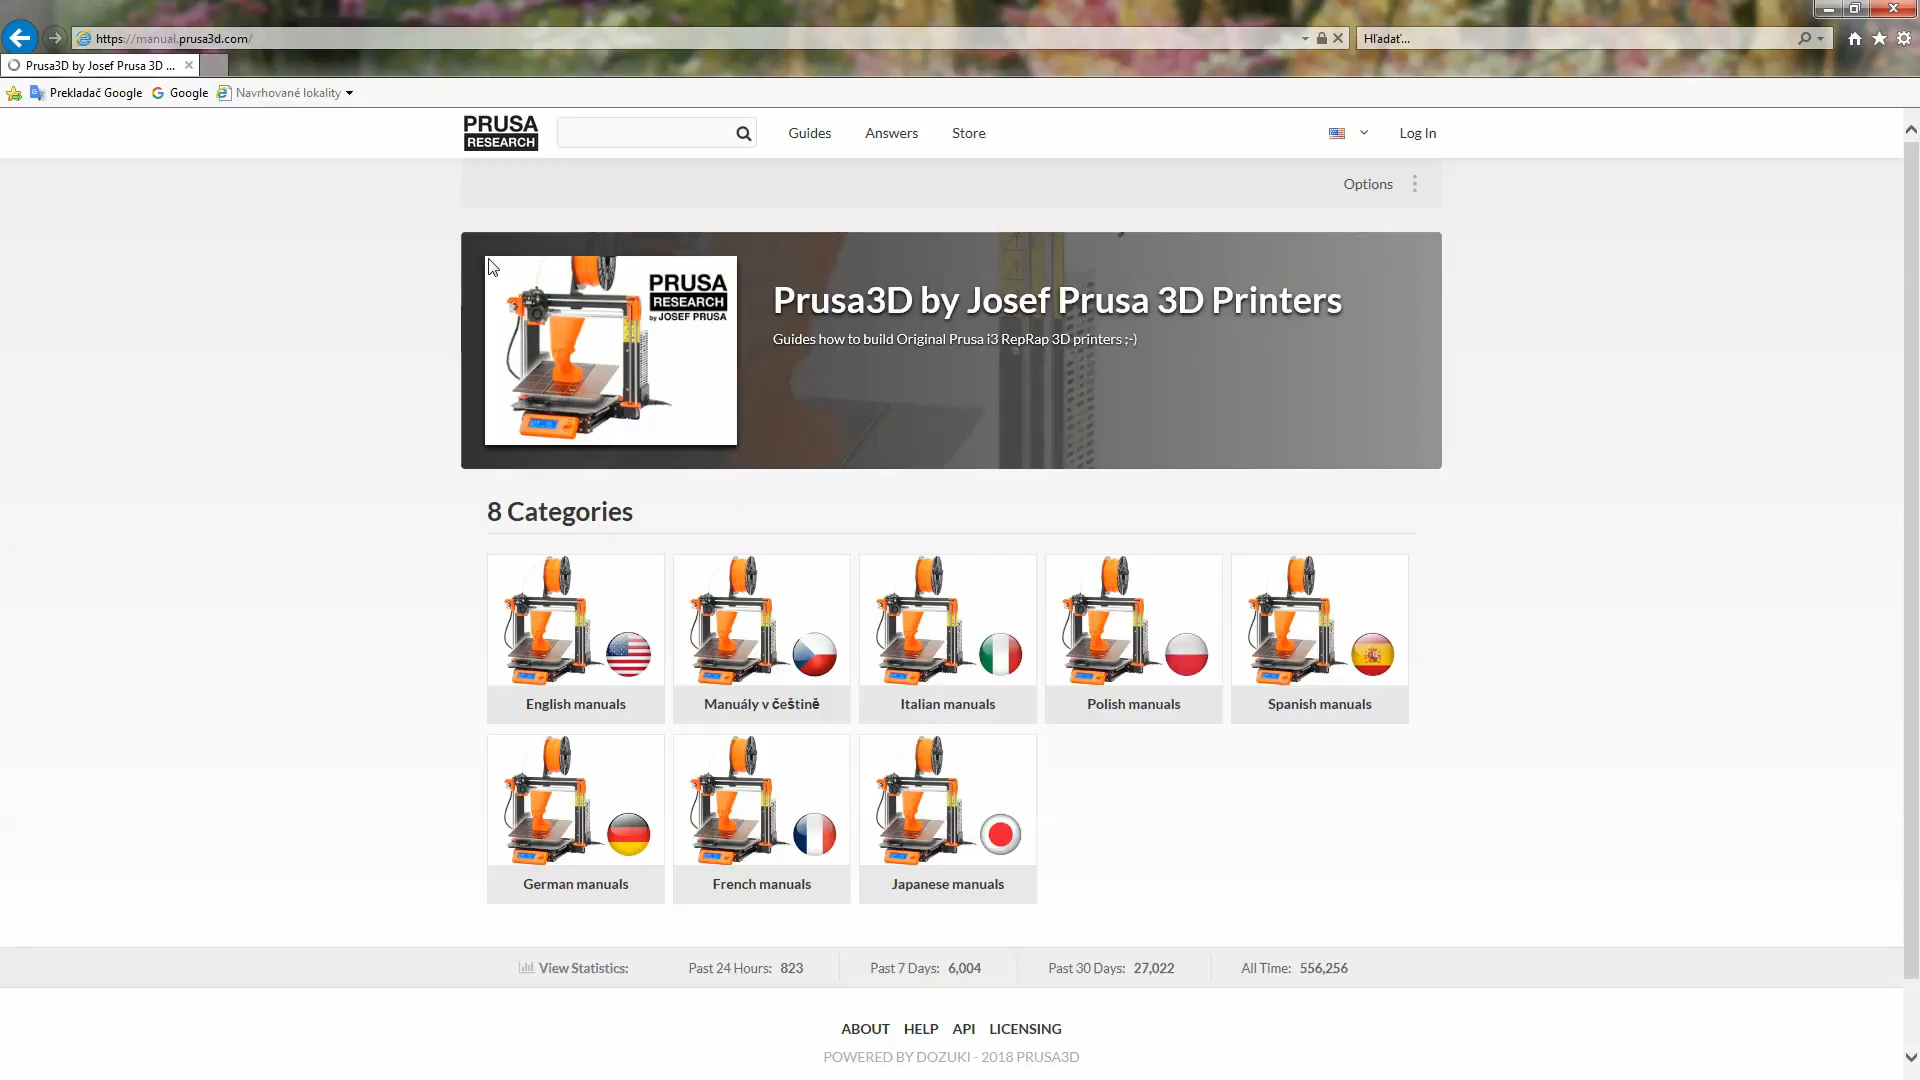 https://manual.prusa3d.com/
Hľadať...
Prusa3D by Josef Prusa 3D ...
Prekladač Google
Google
Navrhované lokality
PRUSA
RESEARCH
Guides
Answers
Store
Log In
Options
PRUSA
RESEARCH
by JOSEF PRUSA
Prusa3D by Josef Prusa 3D Printers
Guides how to build Original Prusa i3 RepRap 3D printers ;-)
8 Categories
English manuals
Manuály v češtině
Italian manuals
Polish manuals
Spanish manuals
German manuals
French manuals
Japanese manuals
View Statistics:
Past 24 Hours: 823
Past 7 Days: 6,004
Past 30 Days: 27,022
All Time: 556,256
ABOUT HELP API LICENSING
POWERED BY DOZUKI - 2018 PRUSA3D